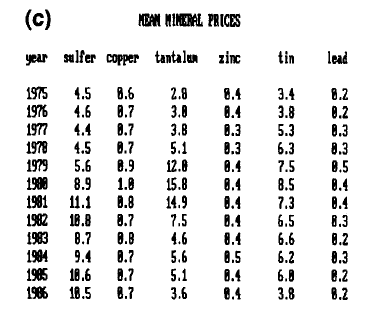 (c) MEAN MINERAL PRICES
year sulfer copper tantalum zinc tin lead
1975 4.5 0.6 2.8 0.4 3.4 0.2
1976 4.6 0.7 3.0 0.4 3.8 0.2
1977 4.4 0.7 3.8 0.3 5.3 0.3
1978 4.5 0.7 5.1 0.3 6.3 0.3
1979 5.6 0.9 12.0 0.4 7.5 0.5
1980 8.9 1.0 15.8 0.4 8.5 0.4
1981 11.1 0.8 14.9 0.4 7.3 0.4
1982 10.8 0.7 7.5 0.4 6.5 0.3
1983 8.7 0.8 4.6 0.4 6.6 0.2
1984 9.4 0.7 5.6 0.5 6.2 0.3
1985 10.6 0.7 5.1 0.4 6.0 0.2
1986 10.5 0.7 3.6 0.4 3.8 0.2